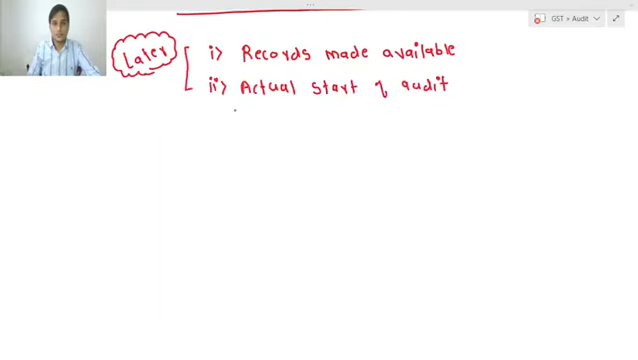 GST > Audit
Later
i) Records made available
ii) Actual start of audit